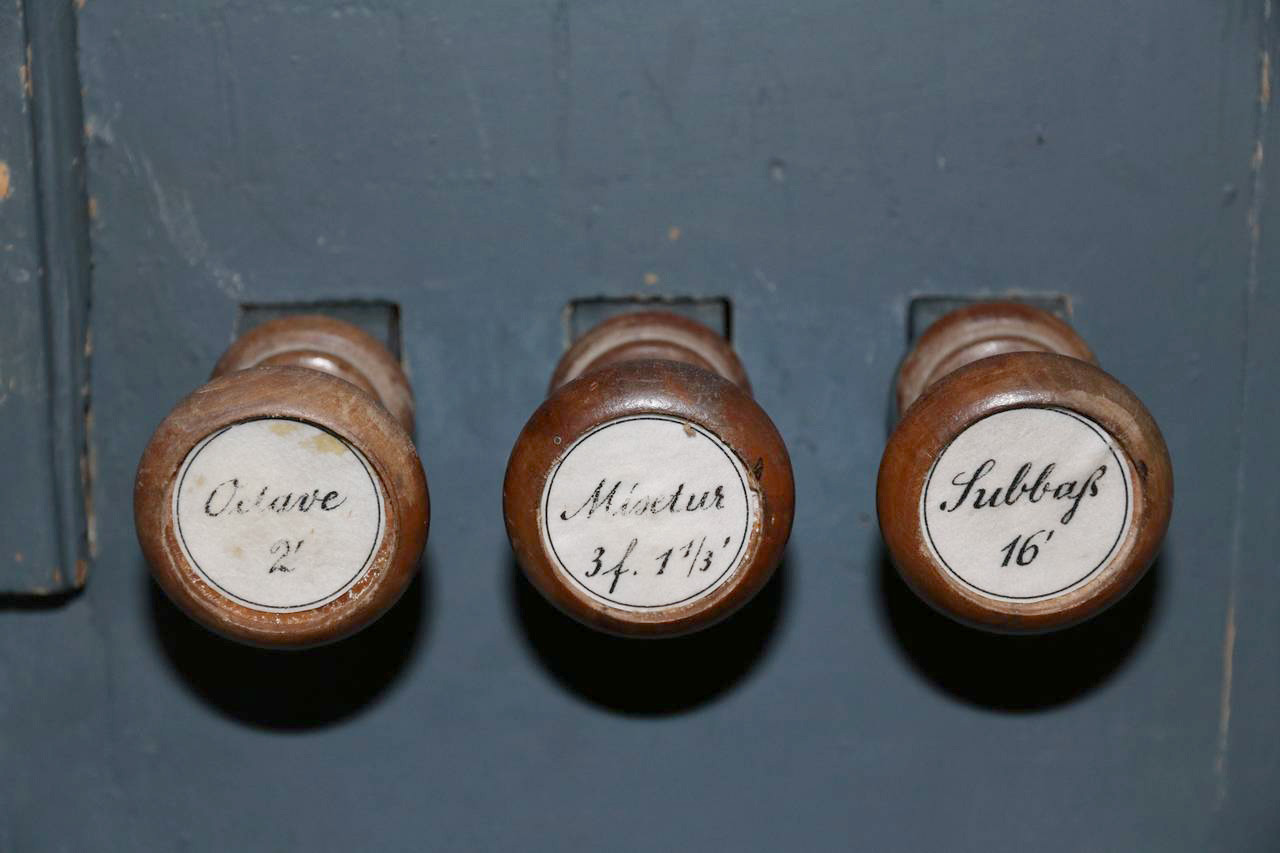 Octave
2'
Mixtur
3f. 1 1/3'
Subbaß
16'